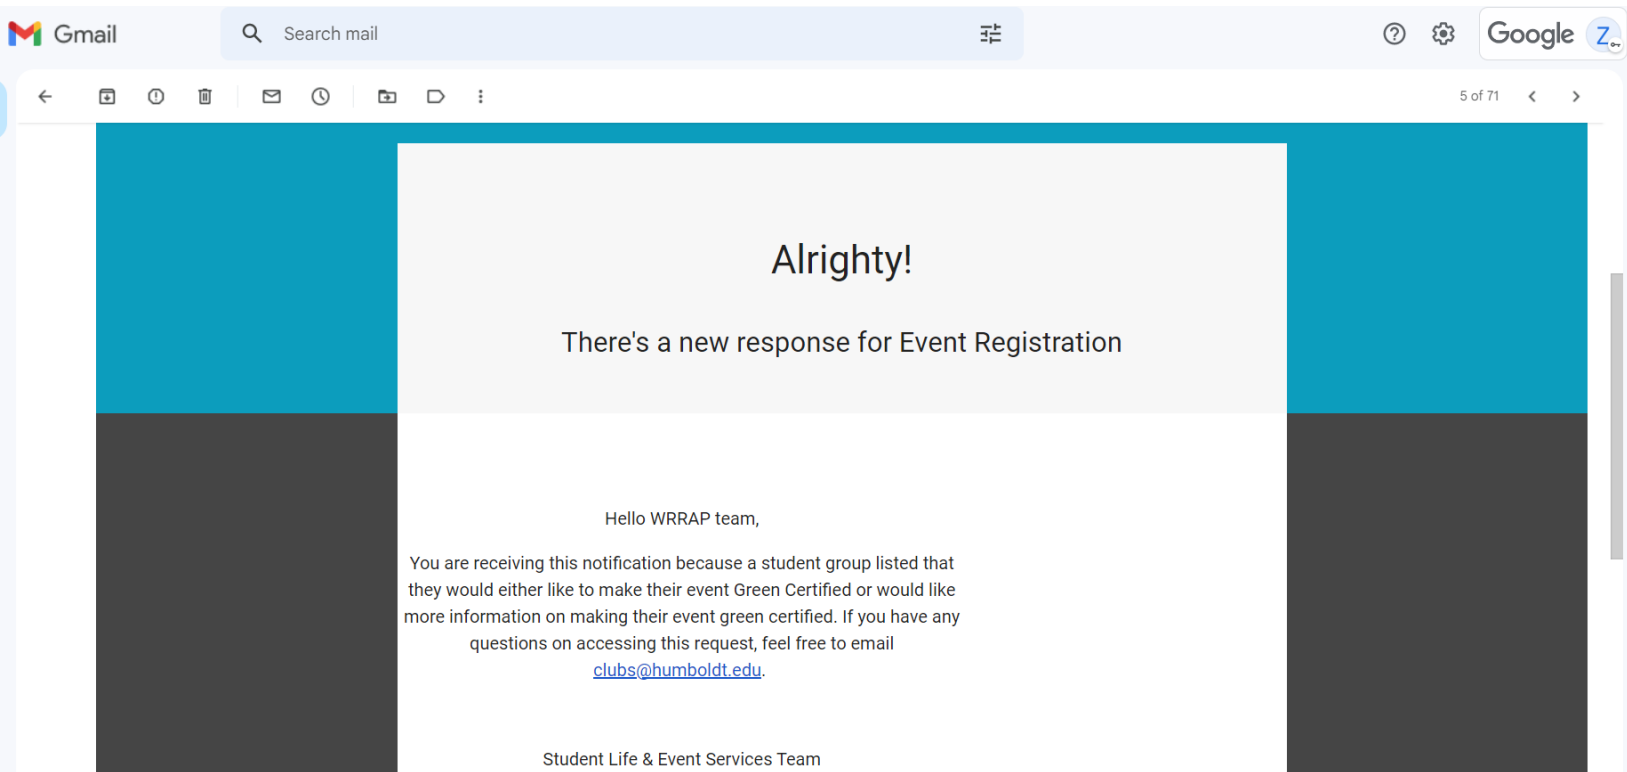 Gmail
Search mail
Google
Z
5 of 71
Alrighty!
There's a new response for Event Registration
Hello WRRAP team,
You are receiving this notification because a student group listed that
they would either like to make their event Green Certified or would like
more information on making their event green certified. If you have any
questions on accessing this request, feel free to email
clubs@humboldt.edu.
Student Life & Event Services Team